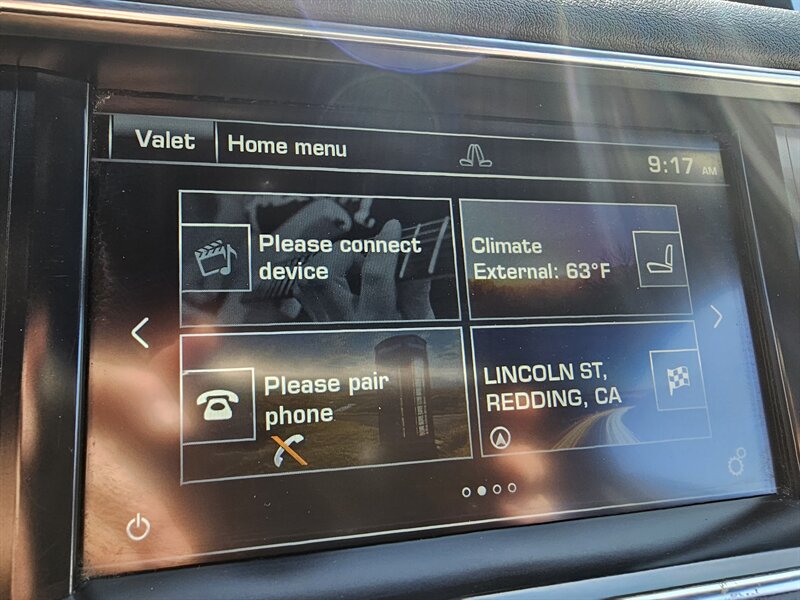 Valet
Home menu
9:17 AM
Please connect
device
Climate
External: 63°F
Please pair
phone
LINCOLN ST,
REDDING, CA